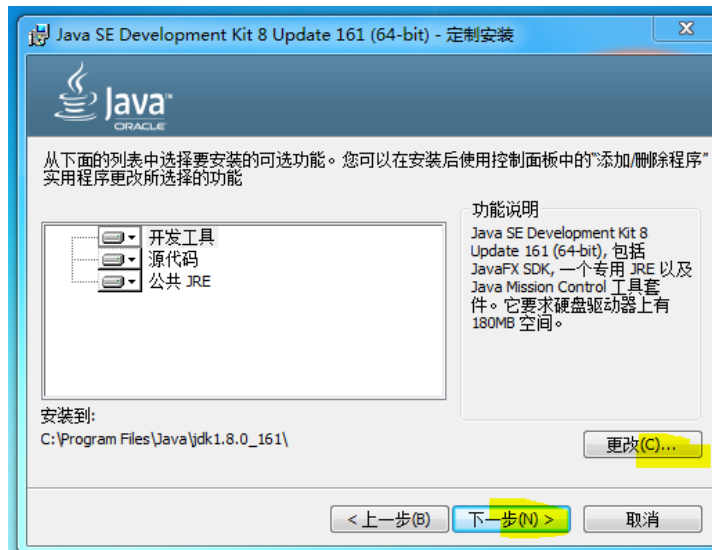 Java SE Development Kit 8 Update 161 (64-bit) - 定制安装
Java™
ORACLE
从下面的列表中选择要安装的可选功能。您可以在安装后使用控制面板中的"添加/删除程序"
实用程序更改所选择的功能
开发工具
源代码
公共 JRE
功能说明
Java SE Development Kit 8
Update 161 (64-bit), 包括
JavaFX SDK, 一个专用 JRE 以及
Java Mission Control 工具套
件。它要求硬盘驱动器上有
180MB 空间。
安装到:
C:\Program Files\Java\jdk1.8.0_161\
更改(C)...
< 上一步(B)
下一步(N) >
取消